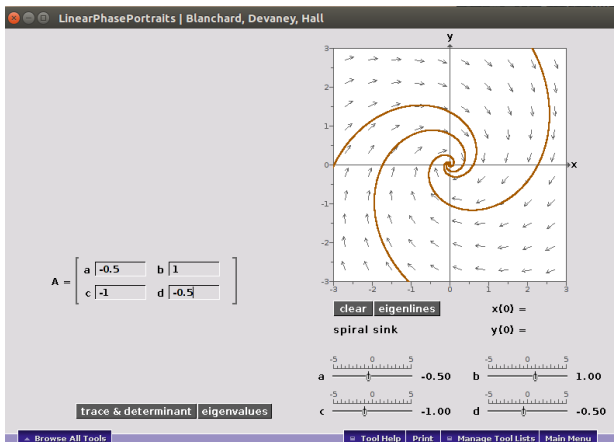 LinearPhasePortraits | Blanchard, Devaney, Hall
y
3
2
1
0
-1
-2
-3
x
-3 -2 -1 0 1 2 3
A =
a -0.5 b 1
c -1 d -0.5
clear eigenlines x{0} =
spiral sink y{0} =
-5 0 5 -5 0 5
a -0.50 b 1.00
-5 0 5 -5 0 5
c -1.00 d -0.50
trace & determinant eigenvalues
Browse All Tools Tool Help Print Manage Tool Lists Main Menu